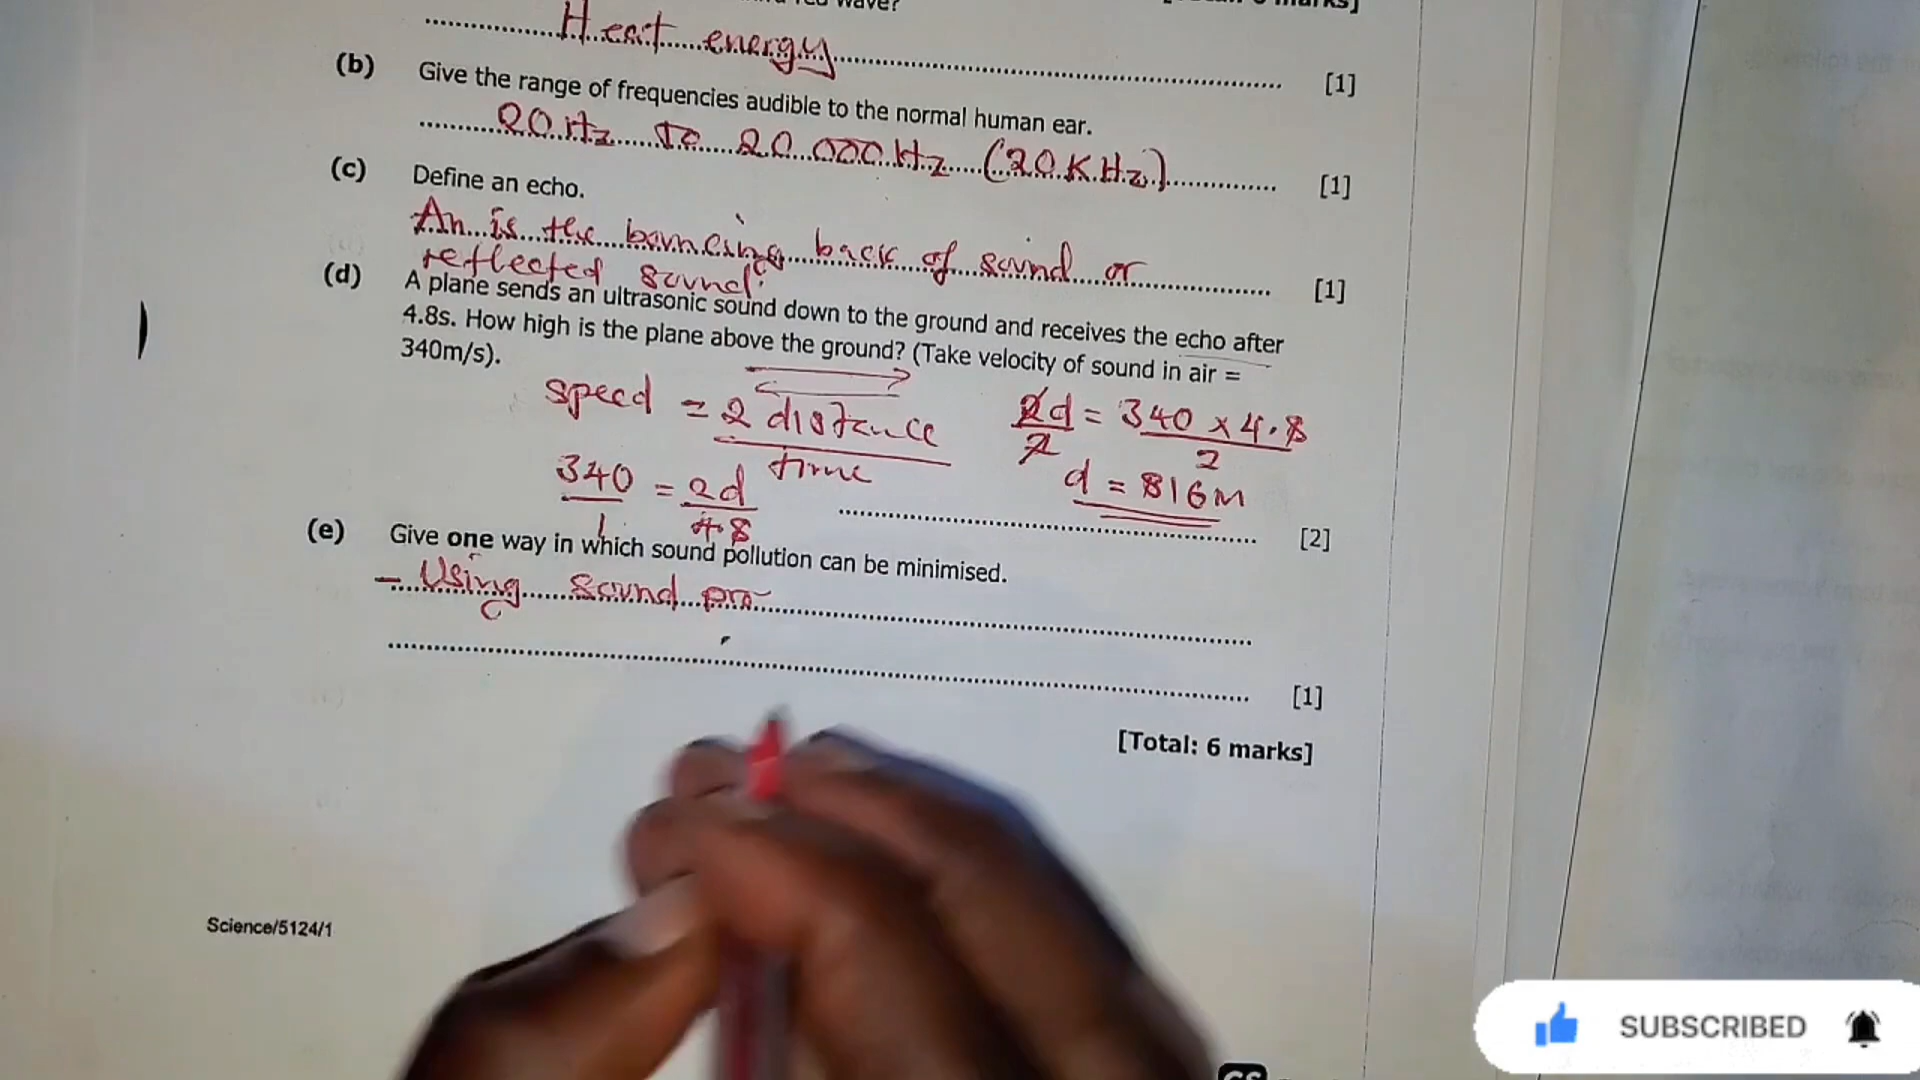 Heat energy
[1]
(b) Give the range of frequencies audible to the normal human ear.
20 Hz to 20 000 Hz (20 KHz)
[1]
(c) Define an echo.
An is the bouncing back of sound or
reflected sound.
[1]
(d) A plane sends an ultrasonic sound down to the ground and receives the echo after
4.8s. How high is the plane above the ground? (Take velocity of sound in air =
340m/s).
speed = 2 distance
time
2d = 340 × 4.8
2 2
340 = 2d
1 4.8
d = 816m
[2]
(e) Give one way in which sound pollution can be minimised.
- Using sound pro
[1]
[Total: 6 marks]
Science/5124/1
SUBSCRIBED